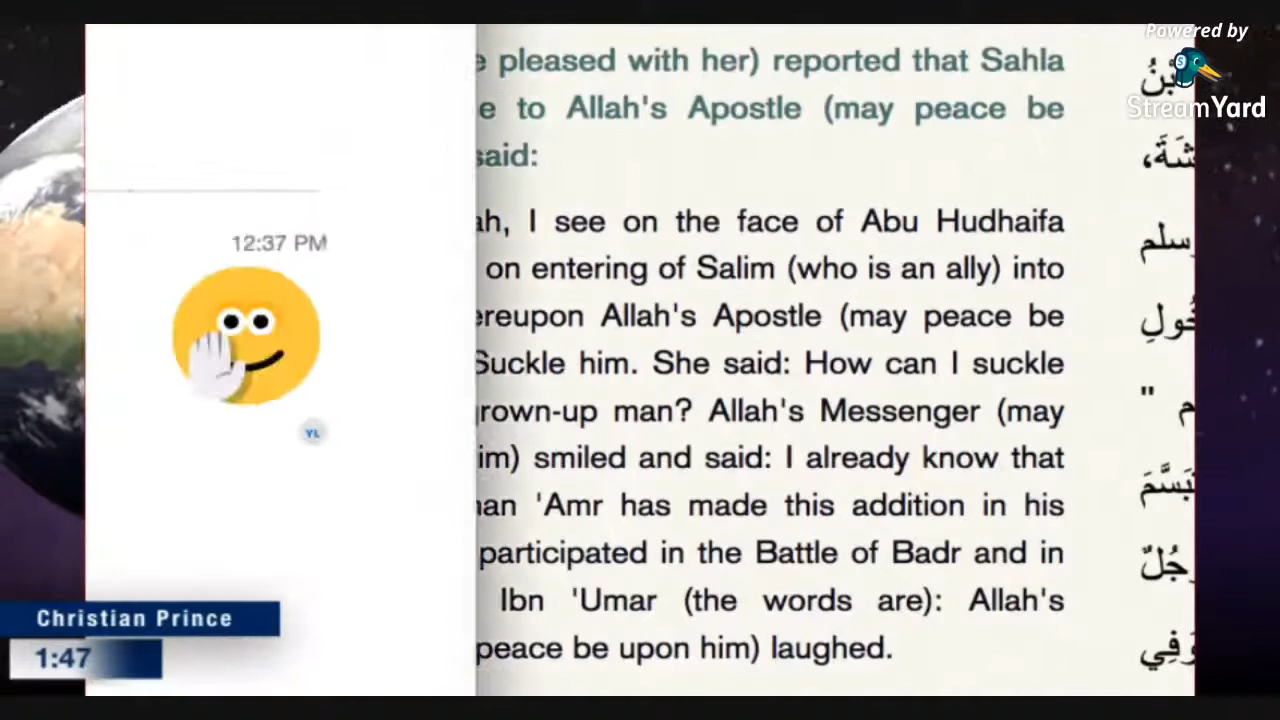 Powered by
StreamYard
pleased with her) reported that Sahla
to Allah's Apostle (may peace be
said:
I see on the face of Abu Hudhaifa
on entering of Salim (who is an ally) into
Allah's Apostle (may peace be
Suckle him. She said: How can I suckle
grown-up man? Allah's Messenger (may
smiled and said: I already know that
'Amr has made this addition in his
participated in the Battle of Badr and in
Ibn 'Umar (the words are): Allah's
peace be upon him) laughed.
12:37 PM
YL
Christian Prince
1:47